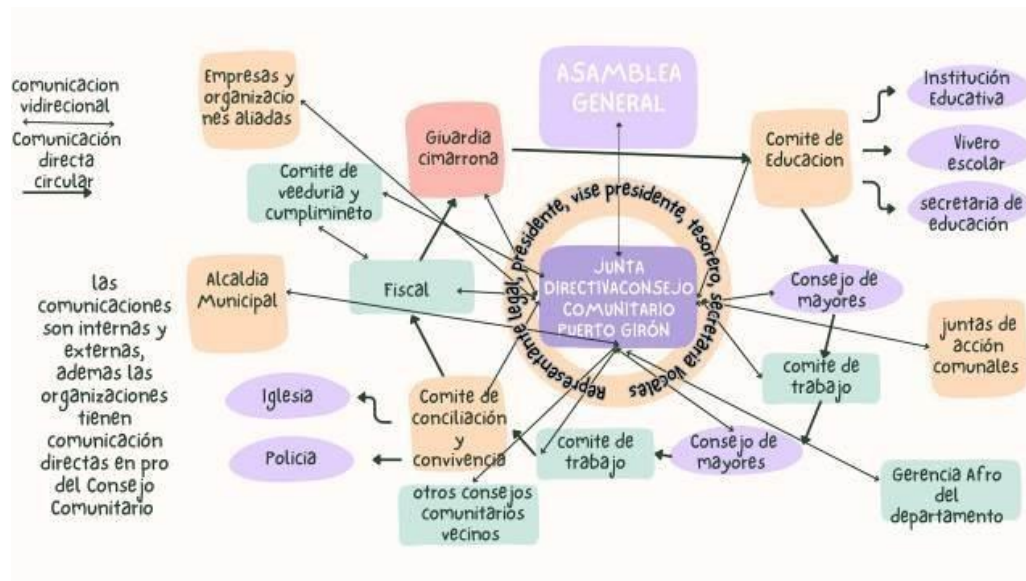 comunicacion
vidirecional
Comunicación
directa
circular
Empresas y
organizacio
nes aliadas
Giuardia
cimarrona
ASAMBLEA
GENERAL
Comite de
Educacion
Institución
Educativa
Vivero
escolar
secretaria de
educación
Comite de
veeduria y
cumplimineto
Alcaldia
Municipal
Fiscal
Representante legal, presidente, vise presidente, tesorero, secretaria Vocales
JUNTA
DIRECTIVACONSEJO
COMUNITARIO
PUERTO GIRÓN
Consejo de
mayores
juntas de
acción
comunales
comite de
trabajo
las
comunicaciones
son internas y
externas,
ademas las
organizaciones
tienen
comunicación
directas en pro
del Consejo
Comunitario
Iglesia
Policia
Comite de
conciliación
y
convivencia
comite de
trabajo
Consejo de
mayores
otros consejos
comunitarios
vecinos
Gerencia Afro
del
departamento